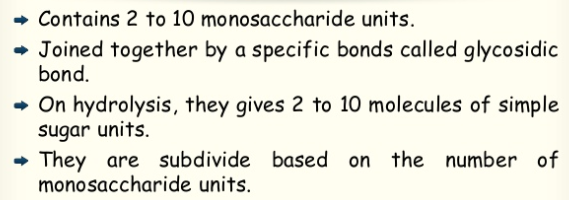 ➡ Contains 2 to 10 monosaccharide units.
➡ Joined together by a specific bonds called glycosidic
bond.
➡ On hydrolysis, they gives 2 to 10 molecules of simple
sugar units.
➡ They are subdivide based on the number of
monosaccharide units.